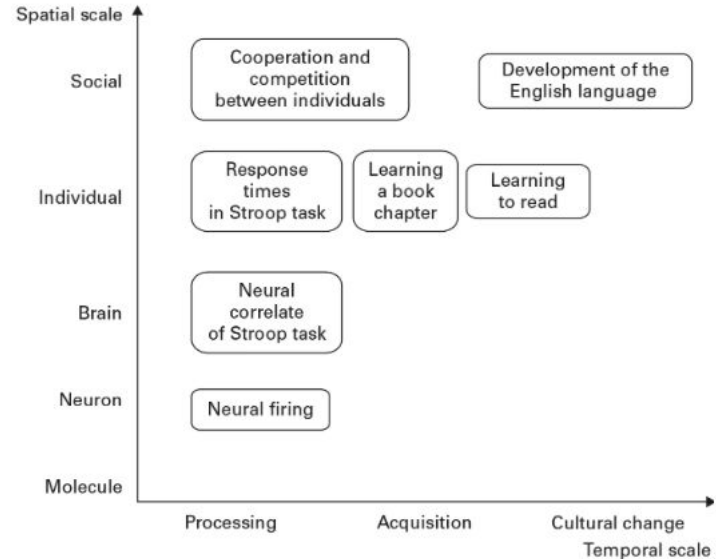 Spatial scale
Social
Cooperation and
competition
between individuals
Development of the
English language
Individual
Response
times
in Stroop task
Learning
a book
chapter
Learning
to read
Brain
Neural
correlate
of Stroop task
Neuron
Neural firing
Molecule
Processing
Acquisition
Cultural change
Temporal scale